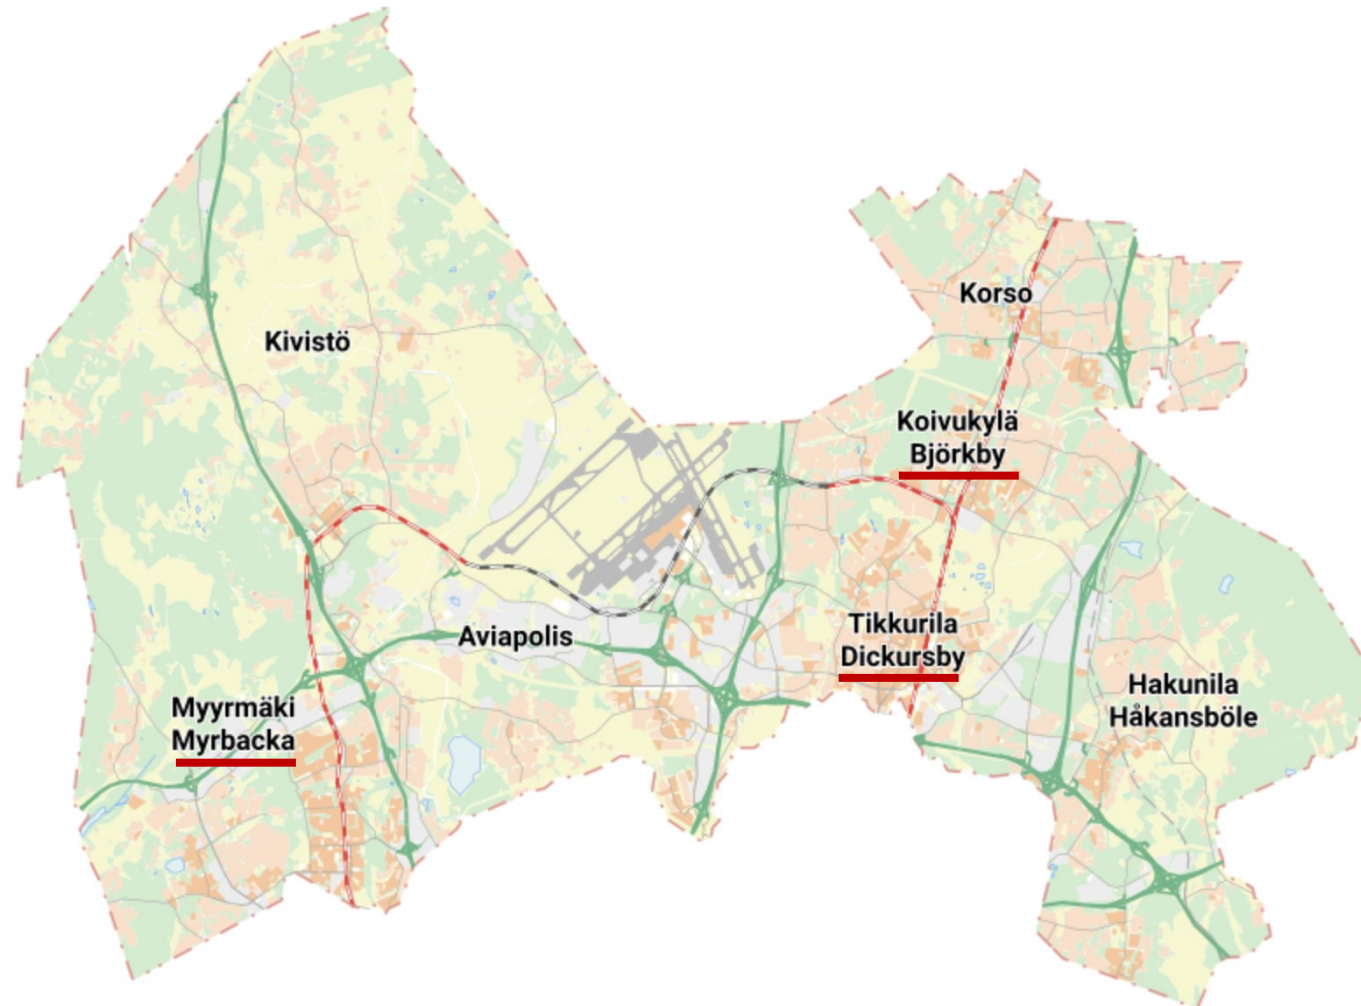 Korso
Kivistö
Koivukylä
Björkby
Tikkurila
Dickursby
Aviapolis
Hakunila
Håkansböle
Myyrmäki
Myrbacka